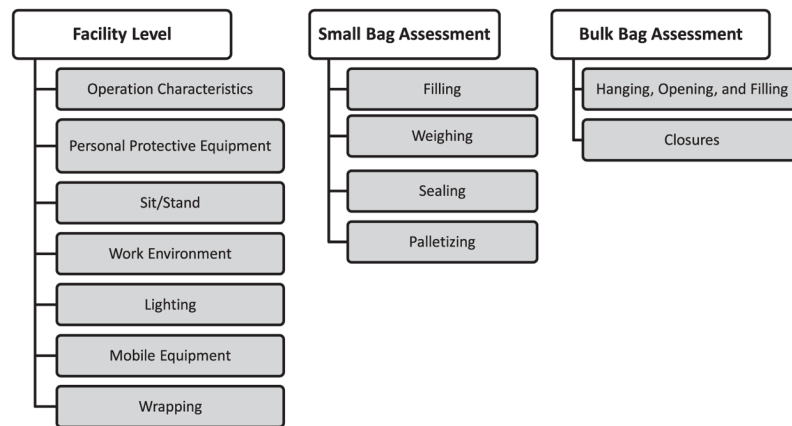 Facility Level
Operation Characteristics
Personal Protective Equipment
Sit/Stand
Work Environment
Lighting
Mobile Equipment
Wrapping
Small Bag Assessment
Filling
Weighing
Sealing
Palletizing
Bulk Bag Assessment
Hanging, Opening, and Filling
Closures